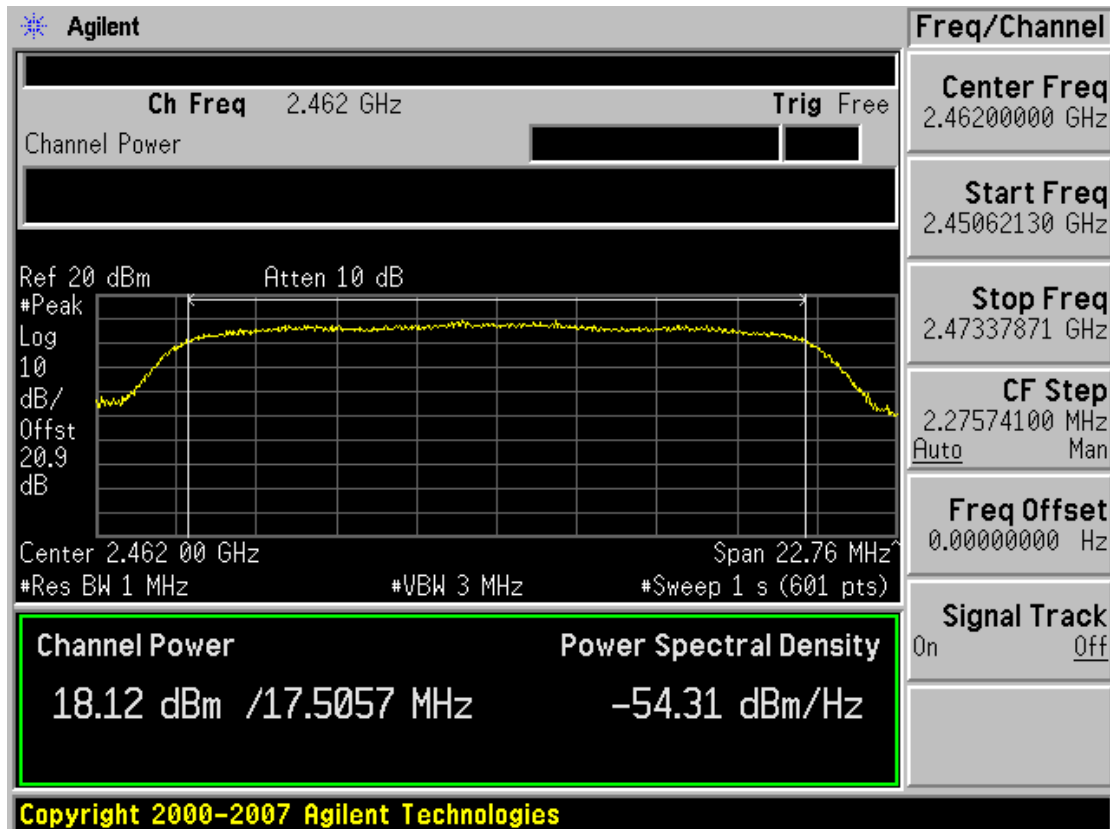 Agilent
Freq/Channel
Ch Freq 2.462 GHz Trig Free
Channel Power
Center Freq
2.46200000 GHz
Start Freq
2.45062130 GHz
Stop Freq
2.47337871 GHz
CF Step
2.27574100 MHz
Auto Man
Freq Offset
0.00000000 Hz
Signal Track
On Off
Ref 20 dBm Atten 10 dB
#Peak
Log
10
dB/
Offst
20.9
dB
Center 2.462 00 GHz Span 22.76 MHz^
#Res BW 1 MHz #VBW 3 MHz #Sweep 1 s (601 pts)
Channel Power Power Spectral Density
18.12 dBm /17.5057 MHz -54.31 dBm/Hz
Copyright 2000-2007 Agilent Technologies